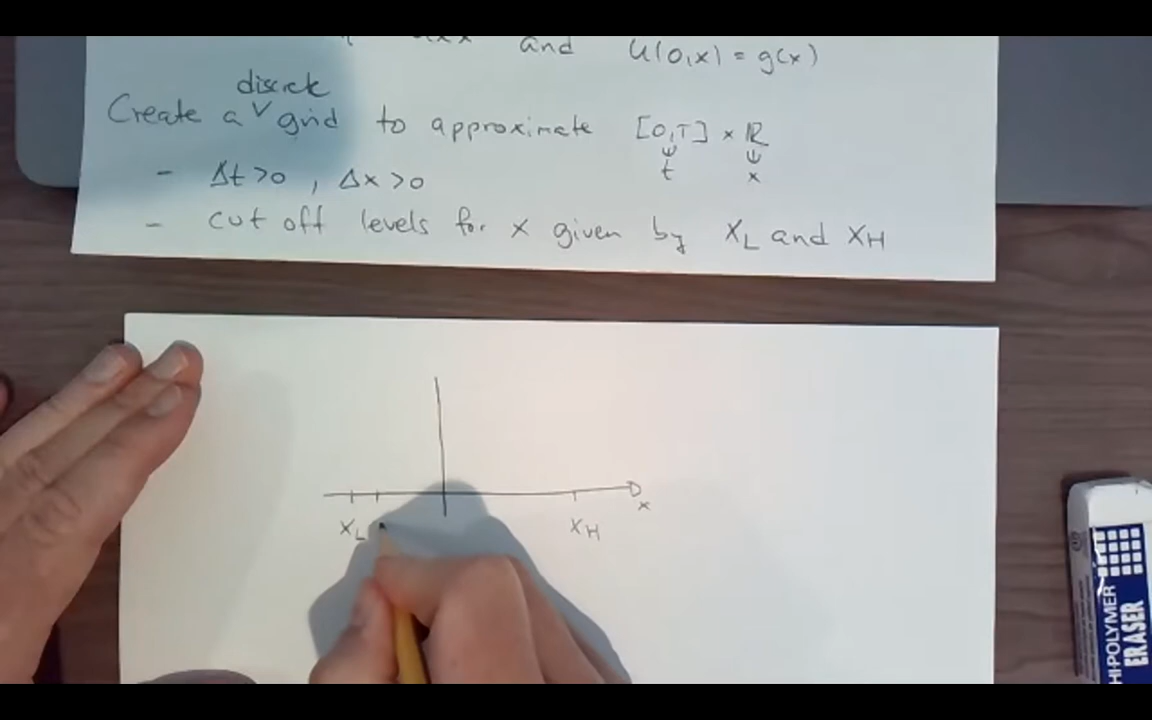 uxx and u(0,x) = g(x)
discrete
Create a ∨ grid to approximate [0,T] × ℝ
t x
- Δt>0 , Δx>0
- cut off levels for x given by XL and XH
x
XL XH
HI-POLYMER
ERASER